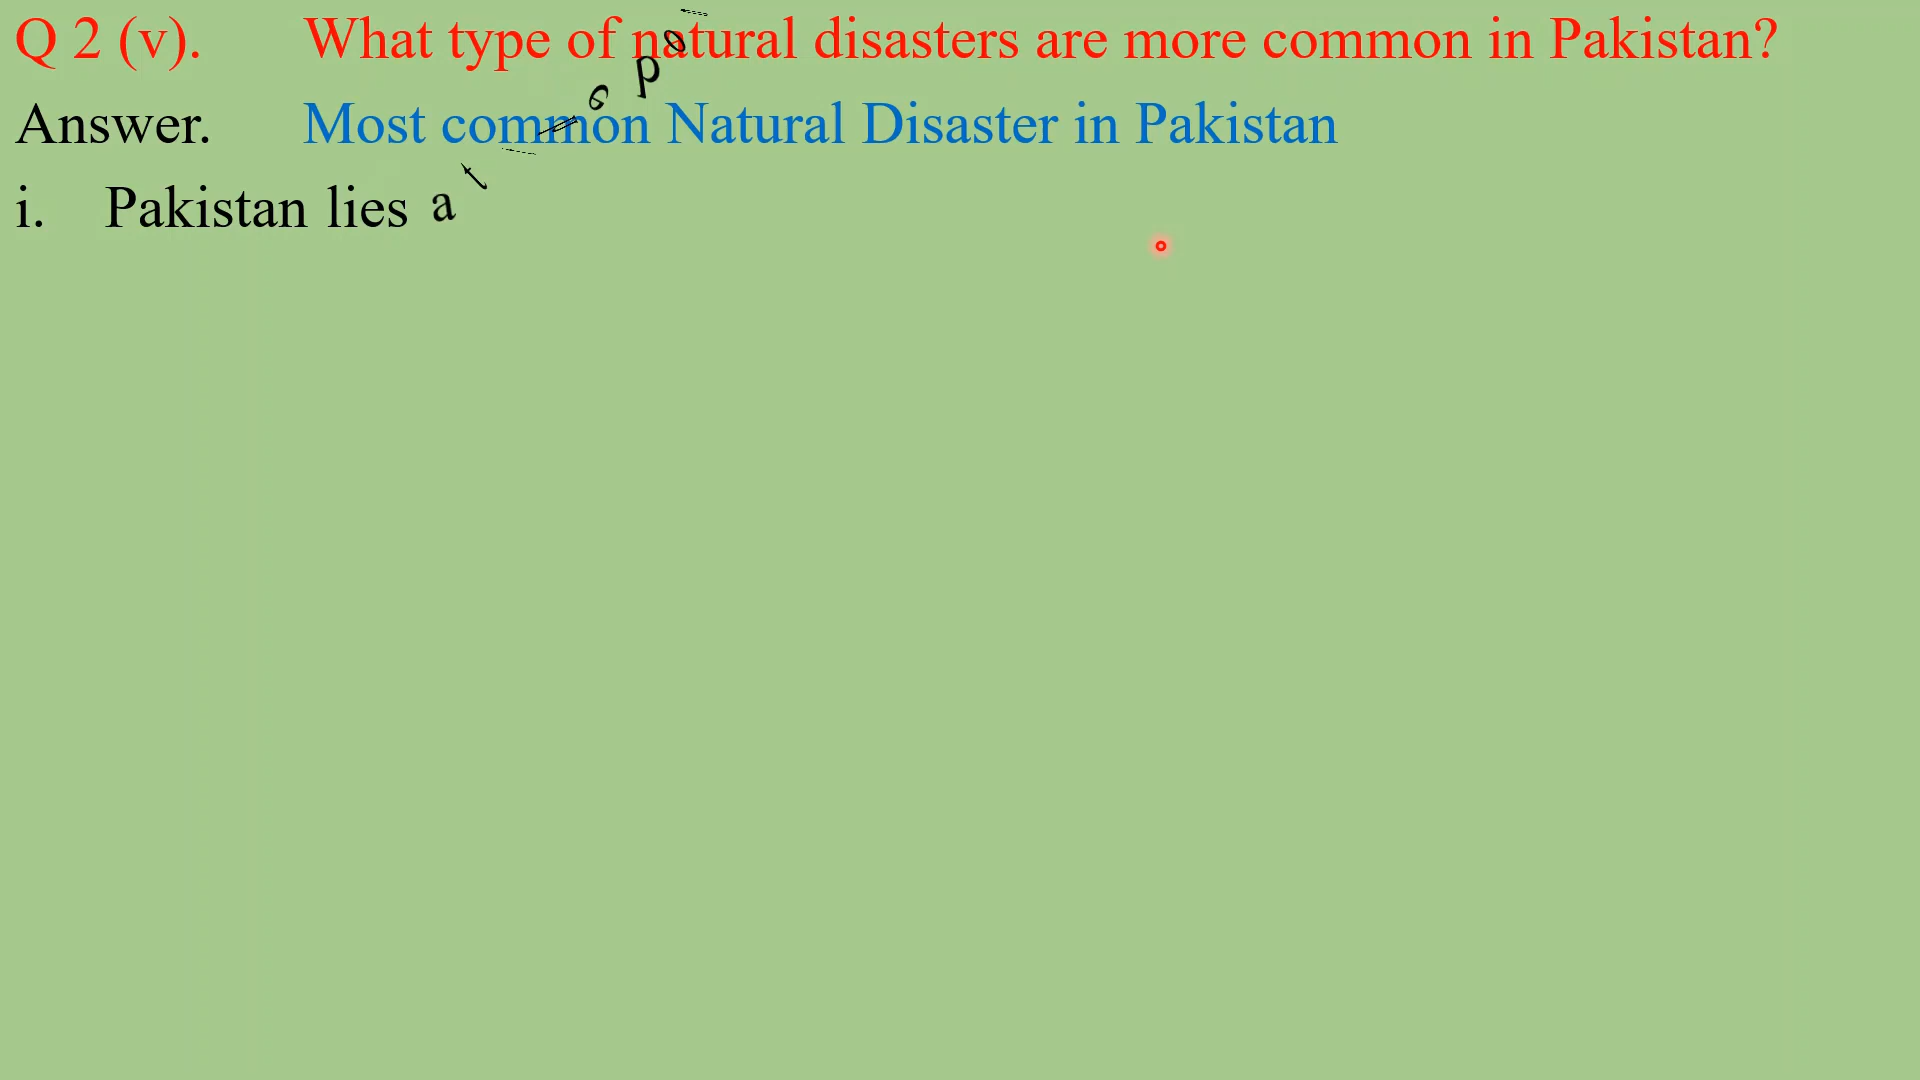 Q 2 (v). What type of natural disasters are more common in Pakistan?
Answer. Most common Natural Disaster in Pakistan
i. Pakistan lies at